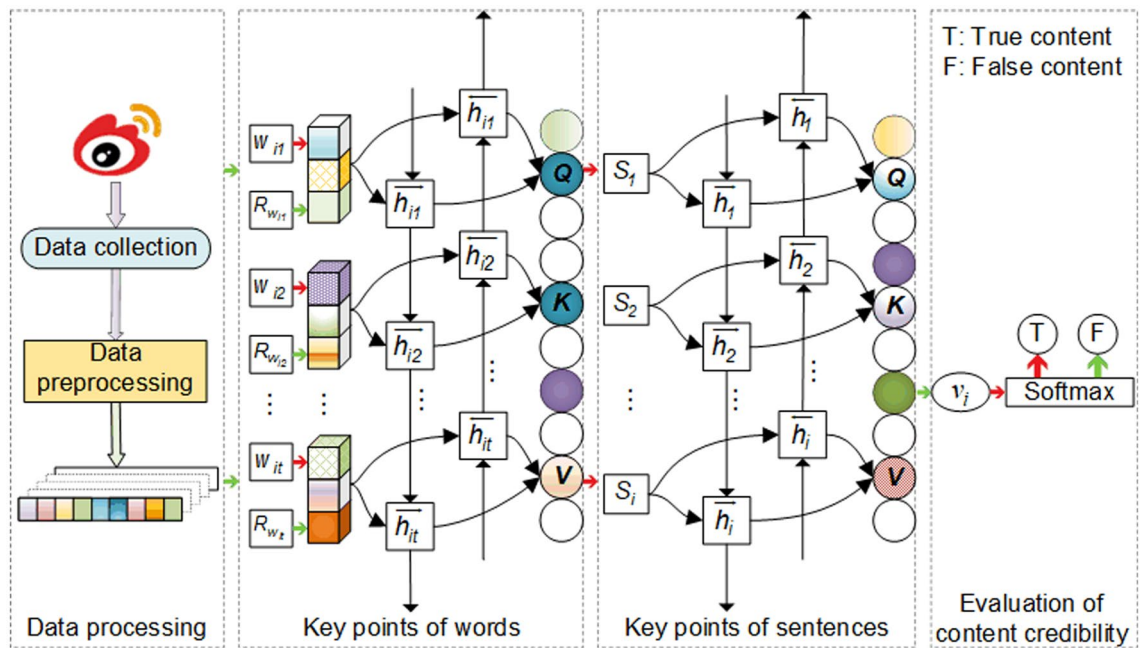 T: True content
F: False content
Data collection
Data
preprocessing
Data processing
w i1
R wi1
w i2
R wi2
⋮ ⋮
w it
R wit
h i1
h i1
h i2
h i2
⋮ ⋮
h it
h it
Q
K
V
Key points of words
S1
S2
⋮
Si
h1
h1
h2
h2
⋮ ⋮
hi
hi
Q
K
V
Key points of sentences
T F
vi
Softmax
Evaluation of
content credibility